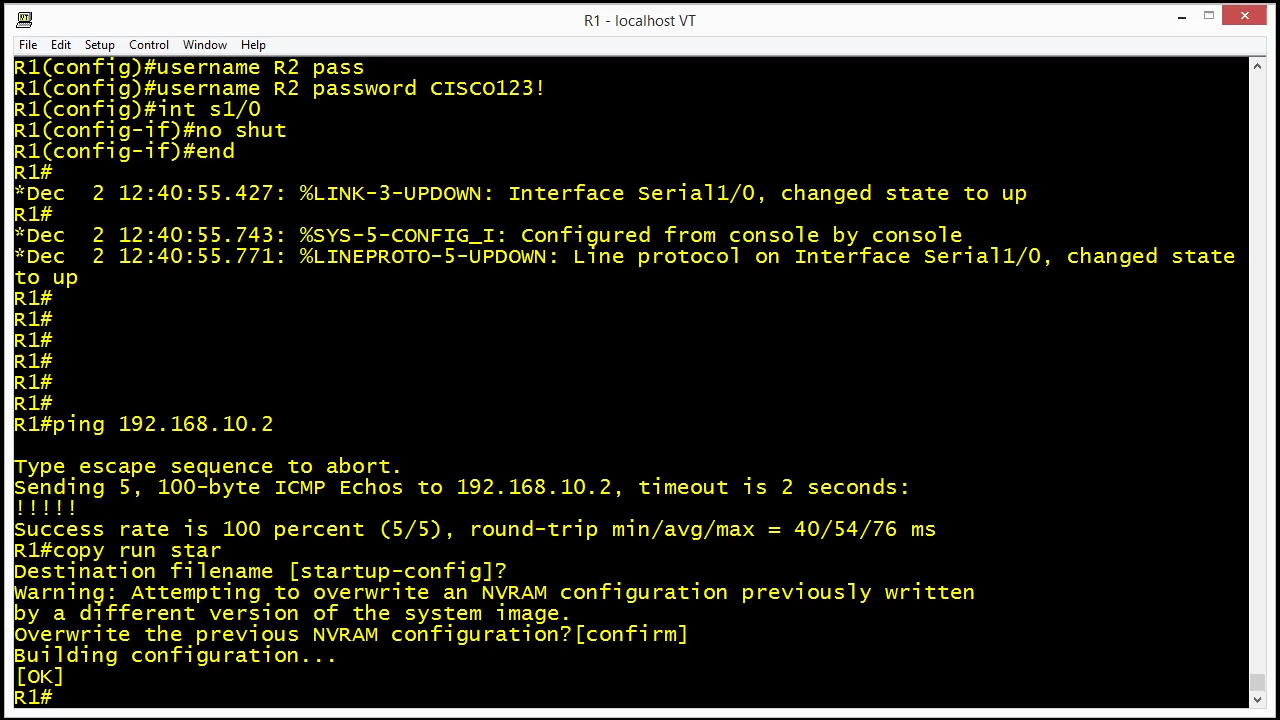 R1 - localhost VT
File Edit Setup Control Window Help
R1(config)#username R2 pass
R1(config)#username R2 password CISCO123!
R1(config)#int s1/0
R1(config-if)#no shut
R1(config-if)#end
R1#
*Dec  2 12:40:55.427: %LINK-3-UPDOWN: Interface Serial1/0, changed state to up
R1#
*Dec  2 12:40:55.743: %SYS-5-CONFIG_I: Configured from console by console
*Dec  2 12:40:55.771: %LINEPROTO-5-UPDOWN: Line protocol on Interface Serial1/0, changed state
to up
R1#
R1#
R1#
R1#
R1#
R1#
R1#ping 192.168.10.2
Type escape sequence to abort.
Sending 5, 100-byte ICMP Echos to 192.168.10.2, timeout is 2 seconds:
!!!!!
Success rate is 100 percent (5/5), round-trip min/avg/max = 40/54/76 ms
R1#copy run star
Destination filename [startup-config]?
Warning: Attempting to overwrite an NVRAM configuration previously written
by a different version of the system image.
Overwrite the previous NVRAM configuration?[confirm]
Building configuration...
[OK]
R1#